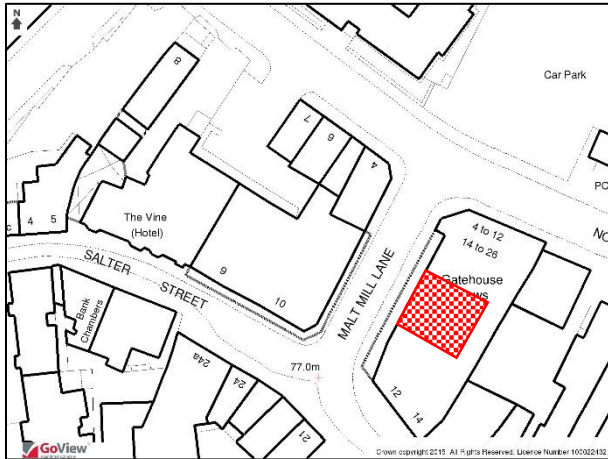 N
8
Car Park
7
6
4
PC
4 to 12
14 to 26
NO
c 4 5
The Vine
(Hotel)
Gatehouse
ws
SALTER
STREET
9
10
MALT MILL LANE
Bank
Chambers
77.0m
24a
24
21
12
14
GoView
Crown copyright 2015. All Rights Reserved. Licence Number 100022432